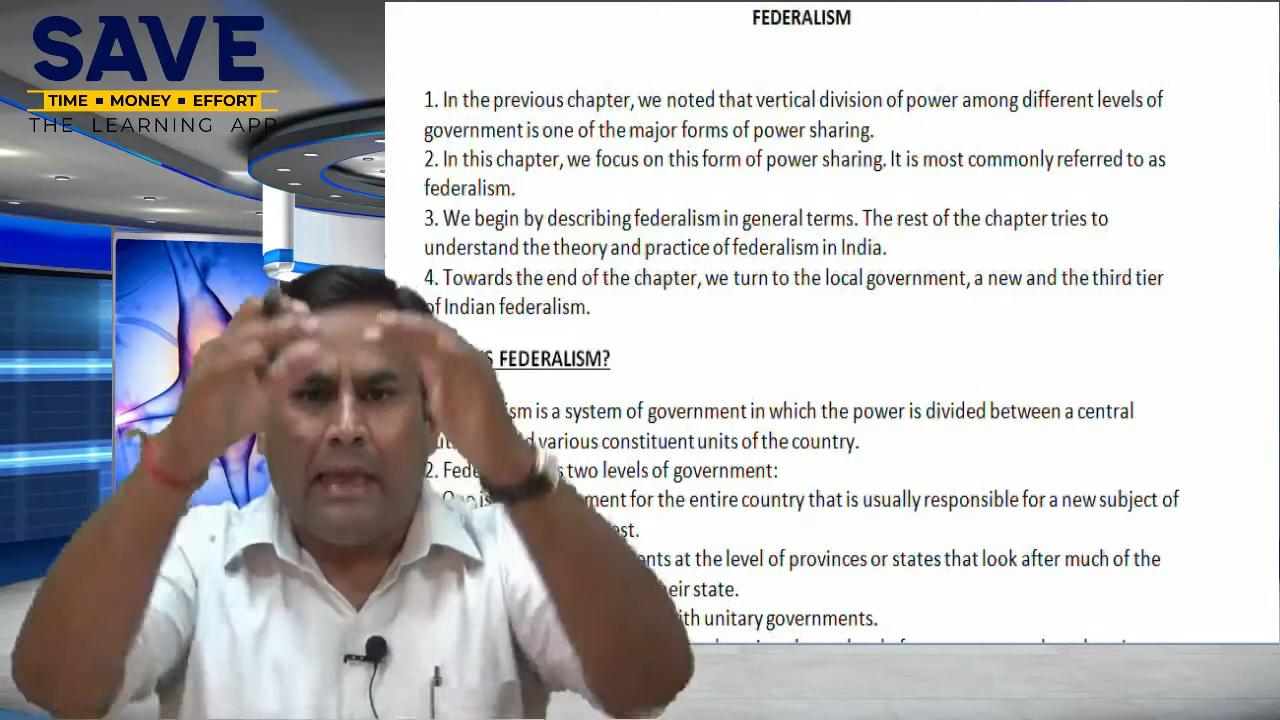 SAVE
TIME ▪ MONEY ▪ EFFORT
THE LEARNING APP
FEDERALISM
1. In the previous chapter, we noted that vertical division of power among different levels of
government is one of the major forms of power sharing.
2. In this chapter, we focus on this form of power sharing. It is most commonly referred to as
federalism.
3. We begin by describing federalism in general terms. The rest of the chapter tries to
understand the theory and practice of federalism in India.
4. Towards the end of the chapter, we turn to the local government, a new and the third tier
of Indian federalism.
FEDERALISM?
is a system of government in which the power is divided between a central
various constituent units of the country.
2. two levels of government:
for the entire country that is usually responsible for a new subject of
at the level of provinces or states that look after much of the
state.
unitary governments.